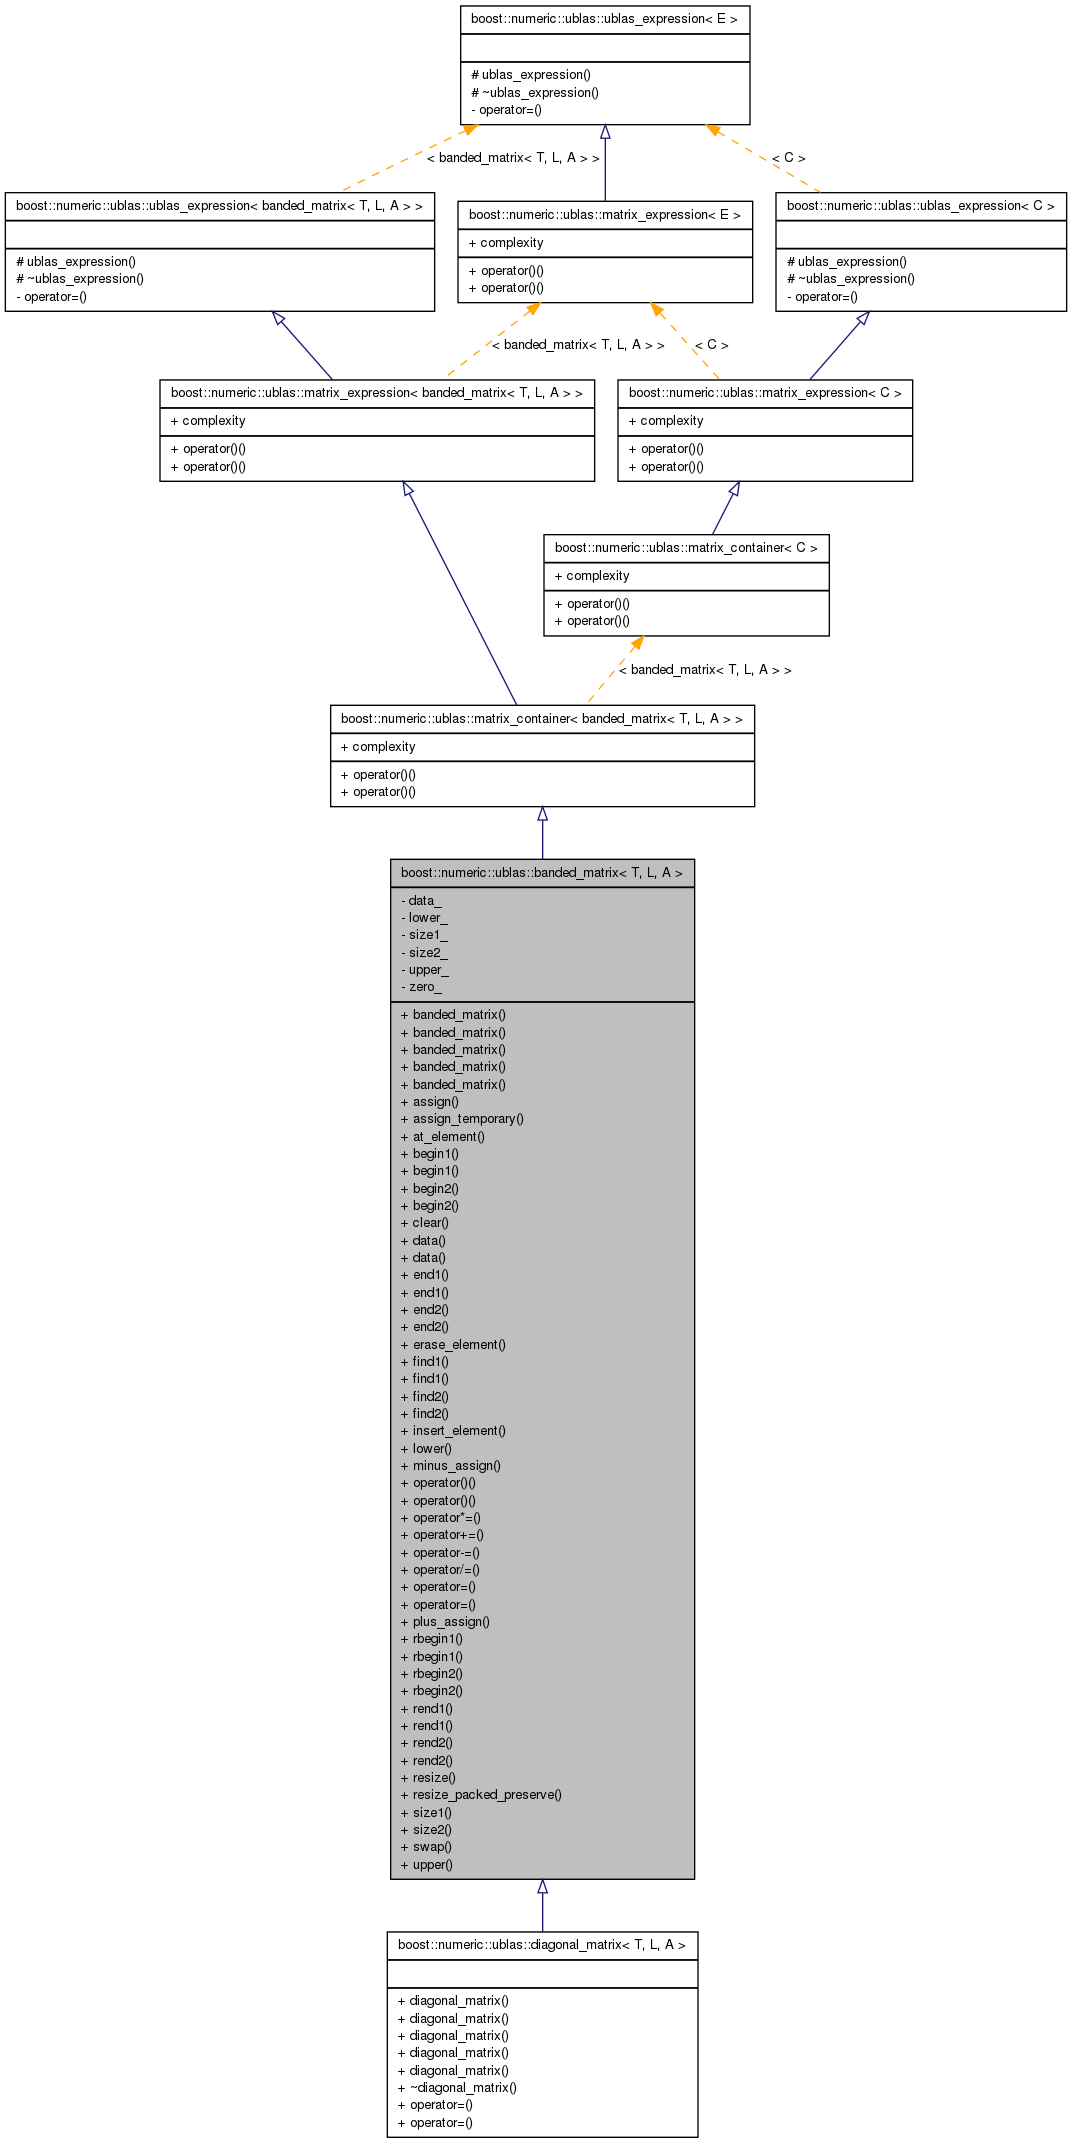 boost::numeric::ublas::ublas_expression< E >
# ublas_expression()
# ~ublas_expression()
- operator=()
< banded_matrix< T, L, A > >
< C >
boost::numeric::ublas::ublas_expression< banded_matrix< T, L, A > >
# ublas_expression()
# ~ublas_expression()
- operator=()
boost::numeric::ublas::matrix_expression< E >
+ complexity
+ operator()()
+ operator()()
boost::numeric::ublas::ublas_expression< C >
# ublas_expression()
# ~ublas_expression()
- operator=()
< banded_matrix< T, L, A > >
< C >
boost::numeric::ublas::matrix_expression< banded_matrix< T, L, A > >
+ complexity
+ operator()()
+ operator()()
boost::numeric::ublas::matrix_expression< C >
+ complexity
+ operator()()
+ operator()()
boost::numeric::ublas::matrix_container< C >
+ complexity
+ operator()()
+ operator()()
< banded_matrix< T, L, A > >
boost::numeric::ublas::matrix_container< banded_matrix< T, L, A > >
+ complexity
+ operator()()
+ operator()()
boost::numeric::ublas::banded_matrix< T, L, A >
- data_
- lower_
- size1_
- size2_
- upper_
- zero_
+ banded_matrix()
+ banded_matrix()
+ banded_matrix()
+ banded_matrix()
+ banded_matrix()
+ assign()
+ assign_temporary()
+ at_element()
+ begin1()
+ begin1()
+ begin2()
+ begin2()
+ clear()
+ data()
+ data()
+ end1()
+ end1()
+ end2()
+ end2()
+ erase_element()
+ find1()
+ find1()
+ find2()
+ find2()
+ insert_element()
+ lower()
+ minus_assign()
+ operator()()
+ operator()()
+ operator*=()
+ operator+=()
+ operator-=()
+ operator/=()
+ operator=()
+ operator=()
+ plus_assign()
+ rbegin1()
+ rbegin1()
+ rbegin2()
+ rbegin2()
+ rend1()
+ rend1()
+ rend2()
+ rend2()
+ resize()
+ resize_packed_preserve()
+ size1()
+ size2()
+ swap()
+ upper()
boost::numeric::ublas::diagonal_matrix< T, L, A >
+ diagonal_matrix()
+ diagonal_matrix()
+ diagonal_matrix()
+ diagonal_matrix()
+ diagonal_matrix()
+ ~diagonal_matrix()
+ operator=()
+ operator=()